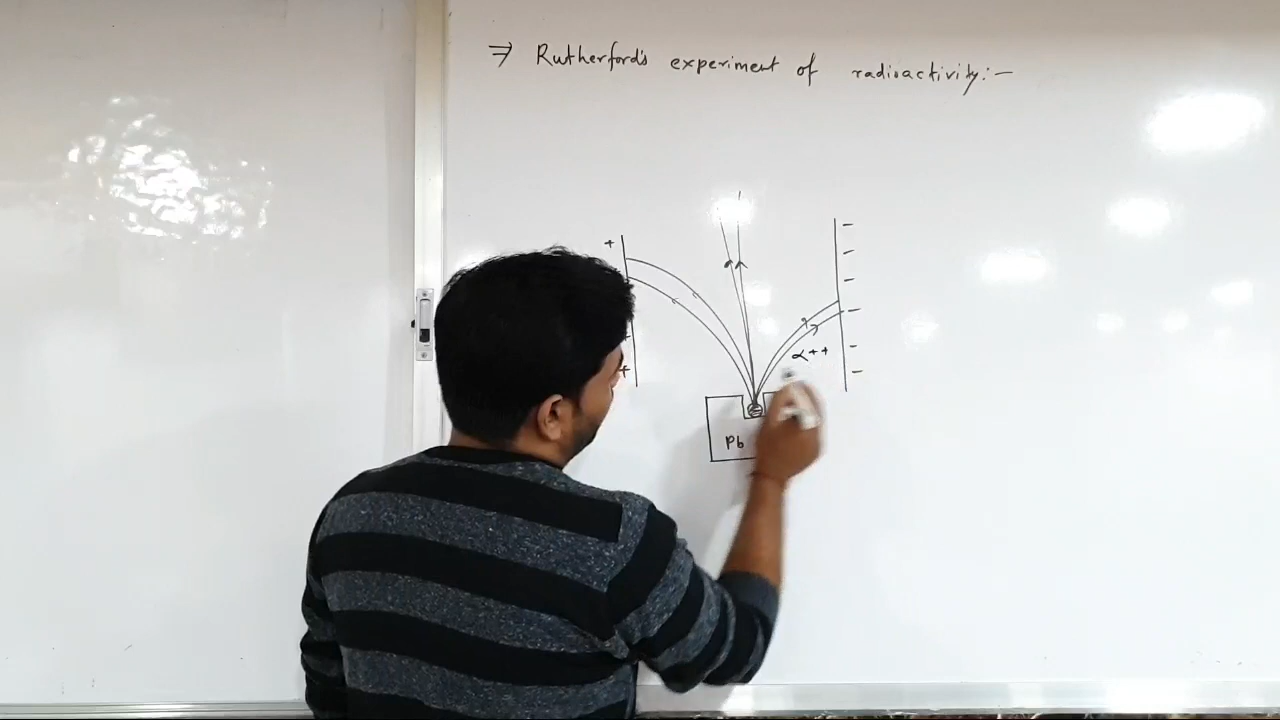 ⇒ Rutherford's experiment of radioactivity:-
+ −
−
−
−
α++
− −
+ −
Pb